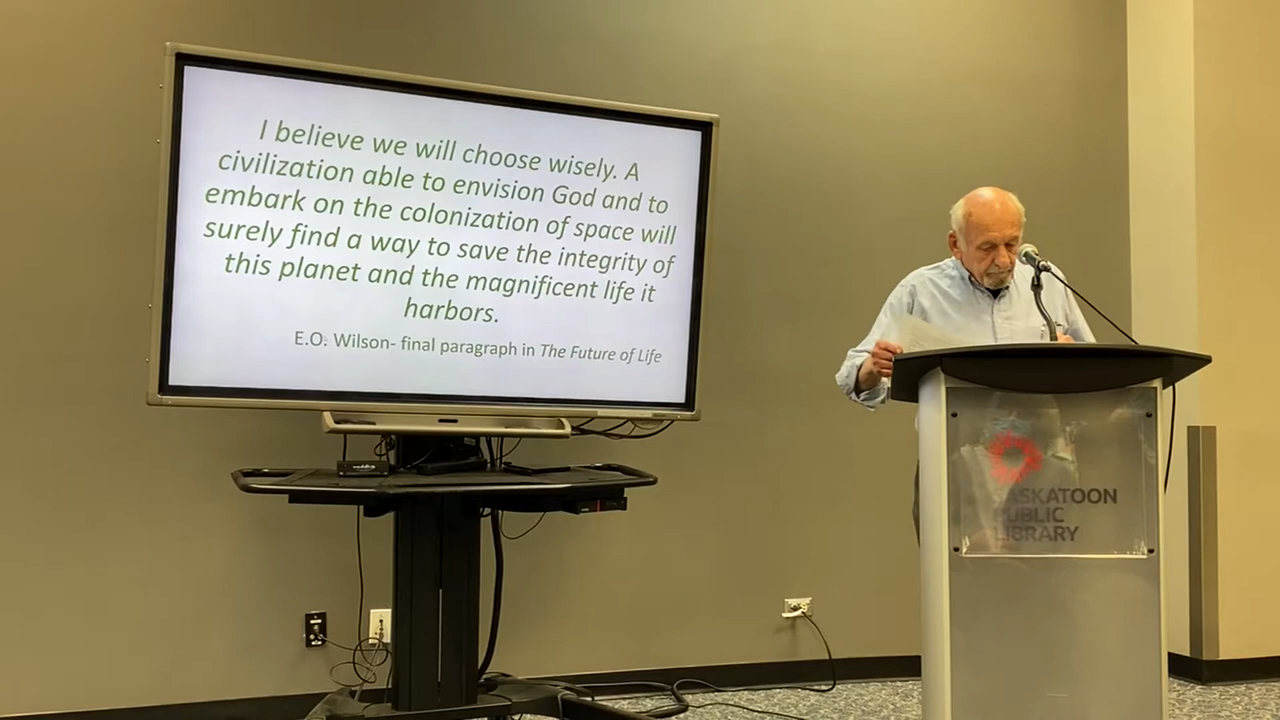 I believe we will choose wisely. A
civilization able to envision God and to
embark on the colonization of space will
surely find a way to save the integrity of
this planet and the magnificent life it
harbors.
E.O. Wilson- final paragraph in The Future of Life
SASKATOON
PUBLIC
LIBRARY